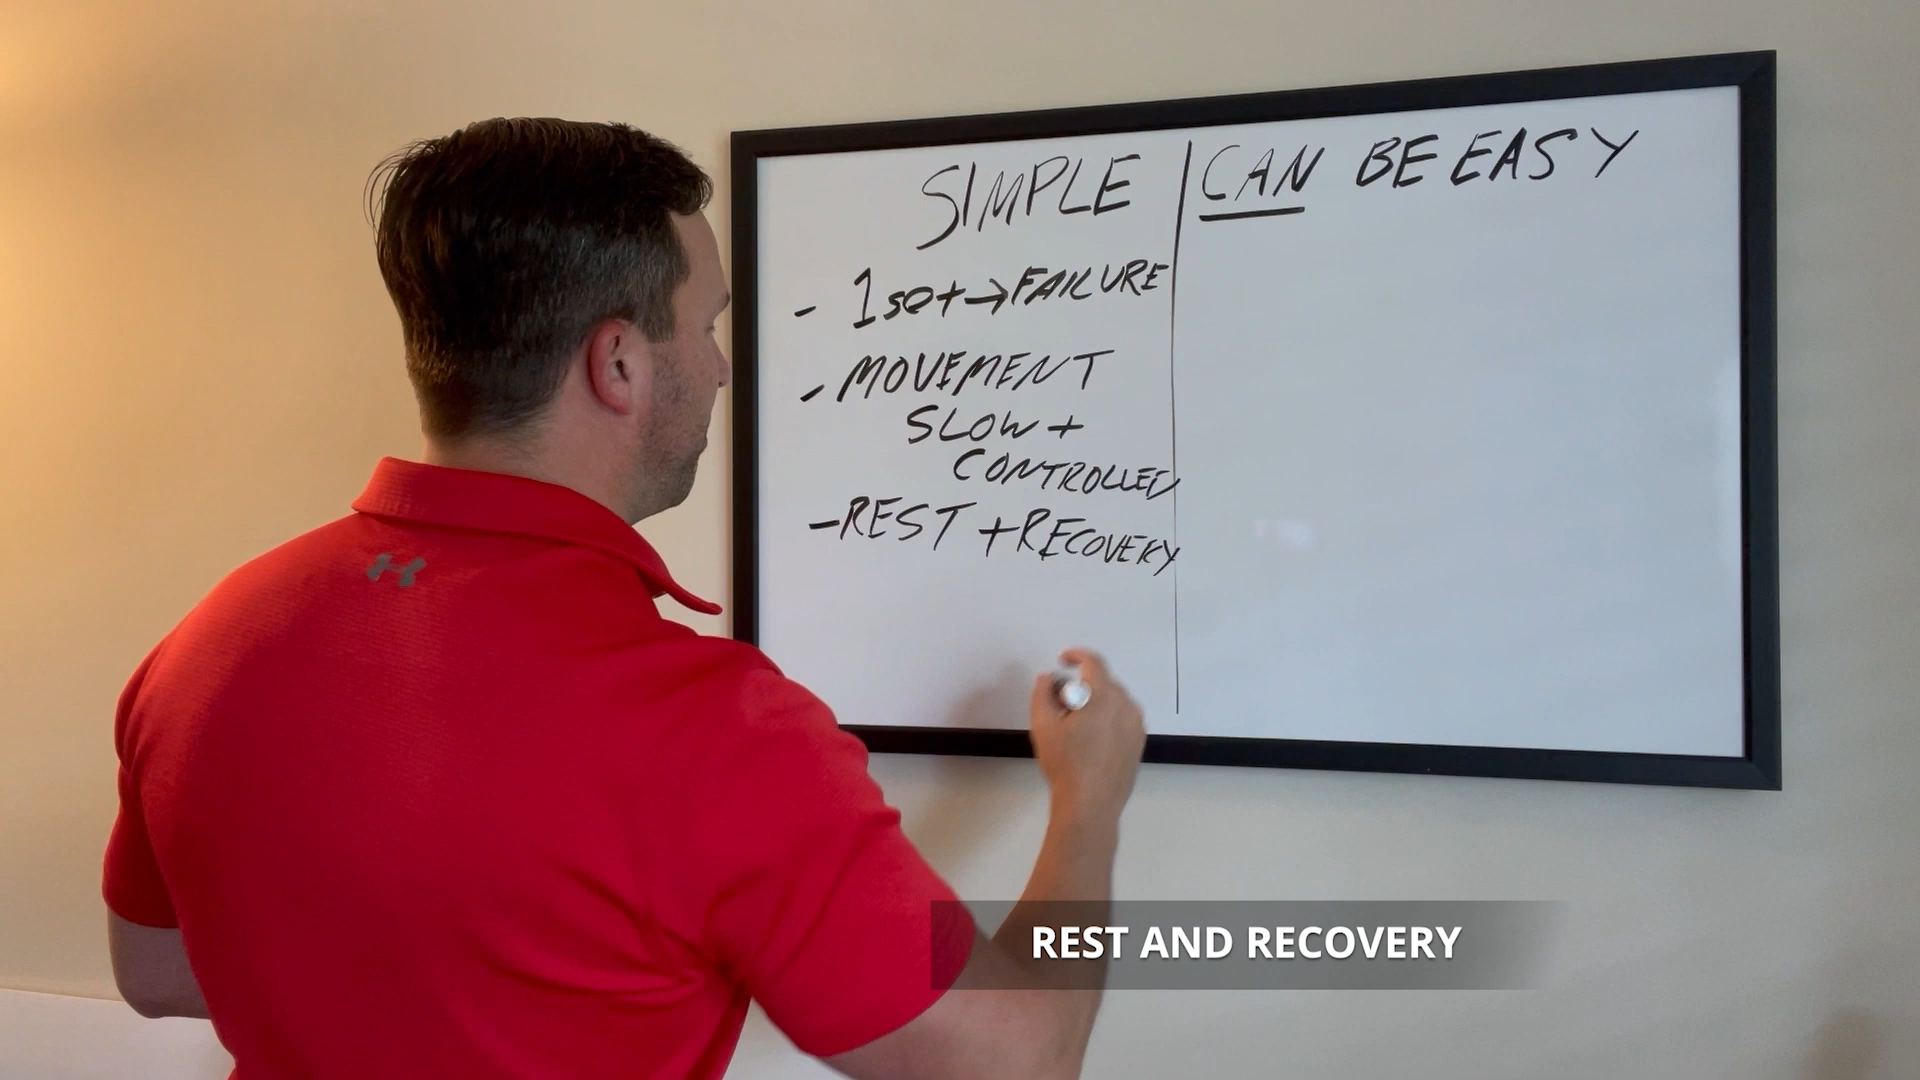 SIMPLE
- 1 set → FAILURE
- MOVEMENT
SLOW +
CONTROLLED
- REST + RECOVERY
CAN BE EASY
REST AND RECOVERY